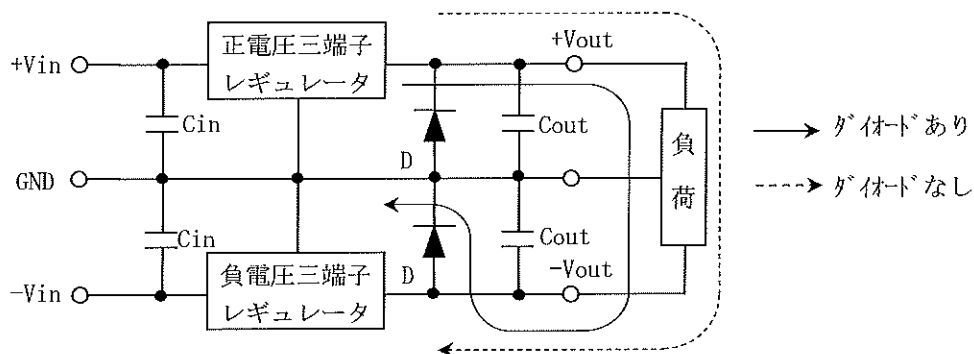 正電圧三端子
レギュレータ
+Vout
+Vin
Cin
Cout
D
負
荷
GND
Cin
Cout
D
-Vout
負電圧三端子
レギュレータ
-Vin
ﾀﾞｲｵｰﾄﾞあり
ﾀﾞｲｵｰﾄﾞなし